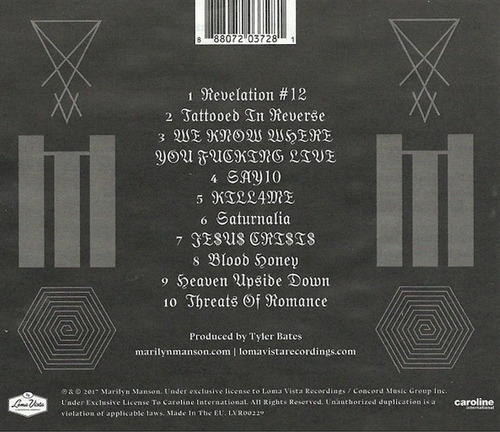 8 88072 03728 1
1 Revelation #12
2 Tattooed In Reverse
3 WE KNOW WHERE
YOU FUCKING LIVE
4 SAY10
5 KILL4ME
6 Saturnalia
7 JE$U$ CRI$I$
8 Blood Honey
9 Heaven Upside Down
10 Threats Of Romance
Produced by Tyler Bates
marilynmanson.com | lomavistarecordings.com
℗ & © 2017 Marilyn Manson. Under exclusive license to Loma Vista Recordings / Concord Music Group Inc.
Loma Vista
Under Exclusive License To Caroline International. All Rights Reserved. Unauthorized duplication is a
violation of applicable laws. Made In The EU. LVR00229
caroline
international